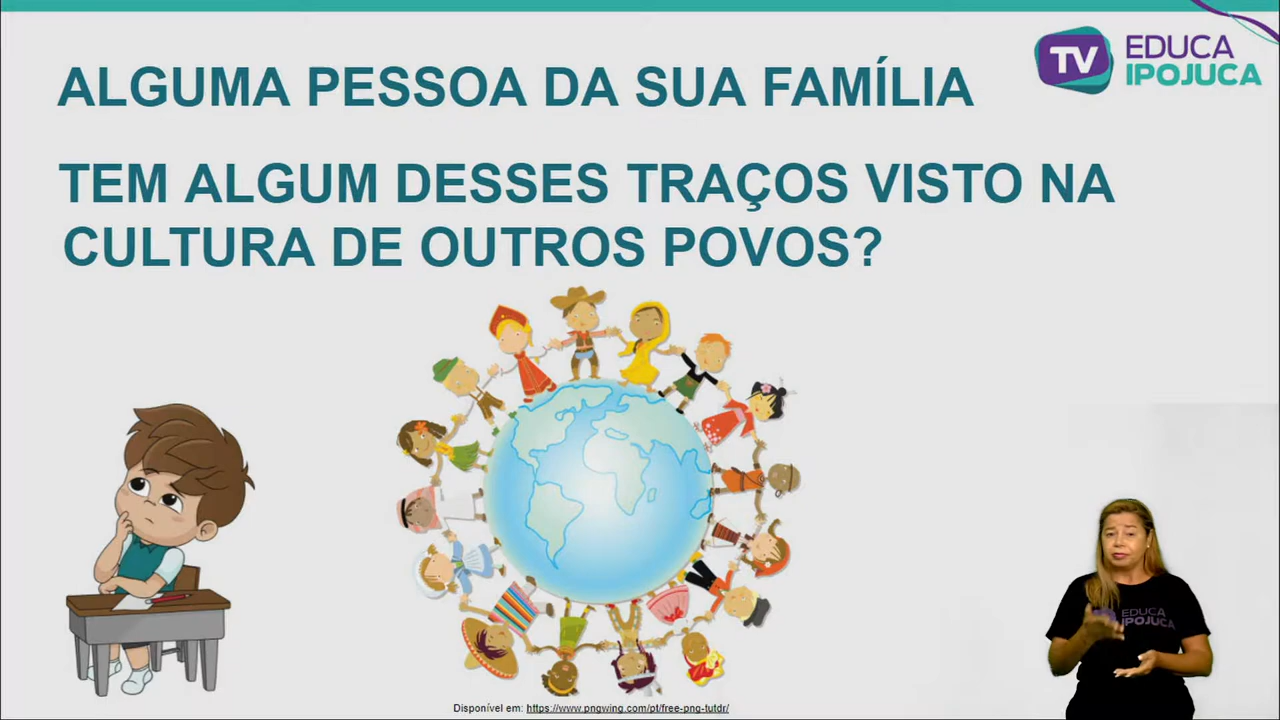 TV EDUCA
IPOJUCA
ALGUMA PESSOA DA SUA FAMÍLIA
TEM ALGUM DESSES TRAÇOS VISTO NA
CULTURA DE OUTROS POVOS?
EDUCA
IPOJUCA
Disponível em: https://www.pngwing.com/pt/free-png-tutdr/